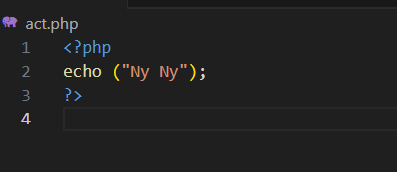 act.php
1 <?php
2 echo ("Ny Ny");
3 ?>
4